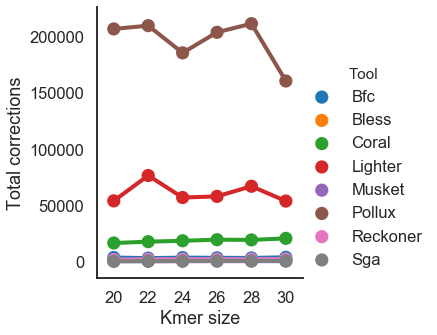 200000
150000
100000
50000
0
Total corrections
20 22 24 26 28 30
Kmer size
Tool
Bfc
Bless
Coral
Lighter
Musket
Pollux
Reckoner
Sga